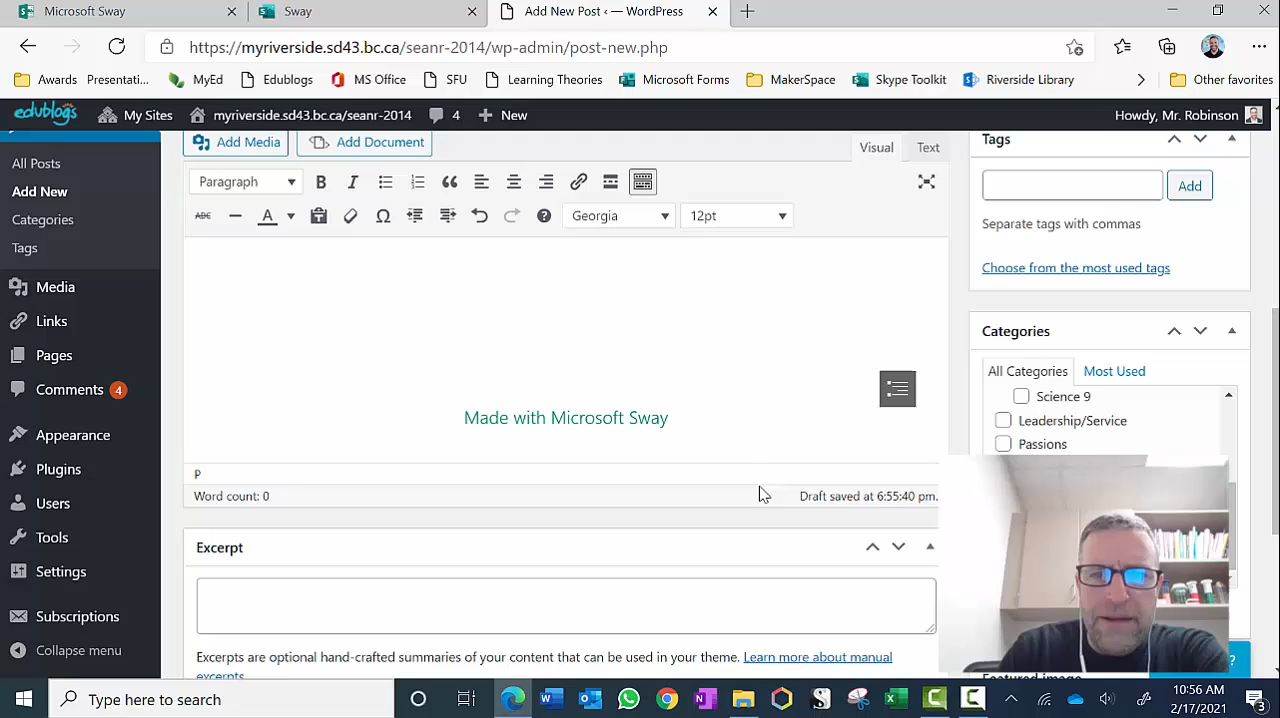 Microsoft Sway
Sway
Add New Post ‹ — WordPress
https://myriverside.sd43.bc.ca/seanr-2014/wp-admin/post-new.php
Awards Presentati...
MyEd
Edublogs
MS Office
SFU
Learning Theories
Microsoft Forms
MakerSpace
Skype Toolkit
Riverside Library
Other favorites
edublogs
My Sites
myriverside.sd43.bc.ca/seanr-2014
4
New
Howdy, Mr. Robinson
All Posts
Add New
Categories
Tags
Media
Links
Pages
Comments 4
Appearance
Plugins
Users
Tools
Settings
Subscriptions
Collapse menu
Add Media
Add Document
Visual
Text
Paragraph
B
I
ABC
A
Georgia
12pt
Made with Microsoft Sway
P
Word count: 0
Draft saved at 6:55:40 pm.
Excerpt
Excerpts are optional hand-crafted summaries of your content that can be used in your theme. Learn more about manual
excerpts
Tags
Add
Separate tags with commas
Choose from the most used tags
Categories
All Categories
Most Used
Science 9
Leadership/Service
Passions
Type here to search
10:56 AM
2/17/2021
3